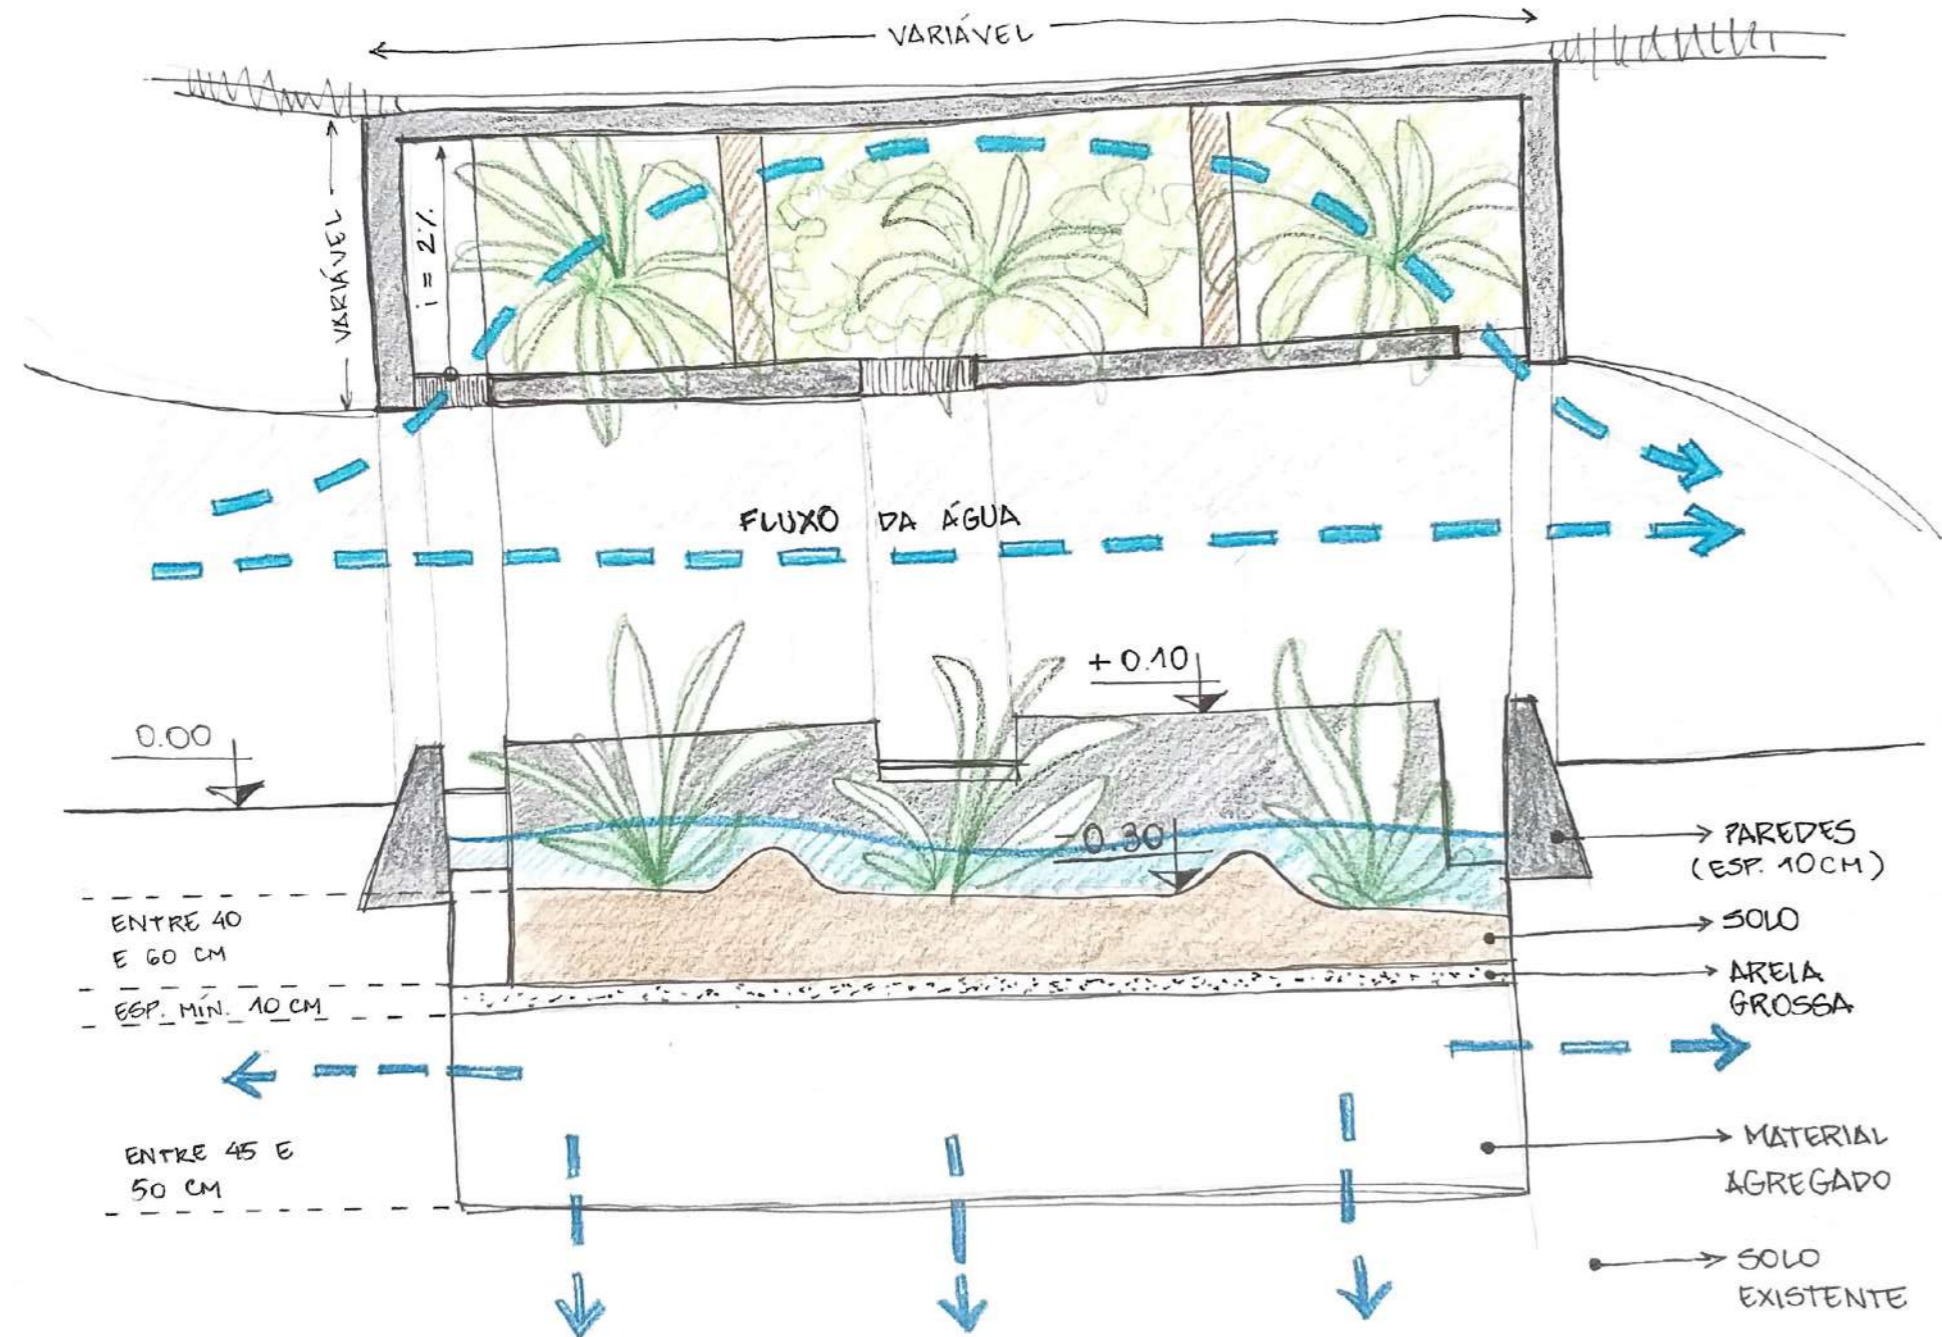 VARIÁVEL
VARIÁVEL
i = 2%
FLUXO DA ÁGUA
+0.10
0.00
-0.30
PAREDES
(ESP. 10CM)
ENTRE 40
E 60 CM
SOLO
ESP. MÍN. 10 CM
AREIA
GROSSA
ENTRE 45 E
50 CM
MATERIAL
AGREGADO
SOLO
EXISTENTE